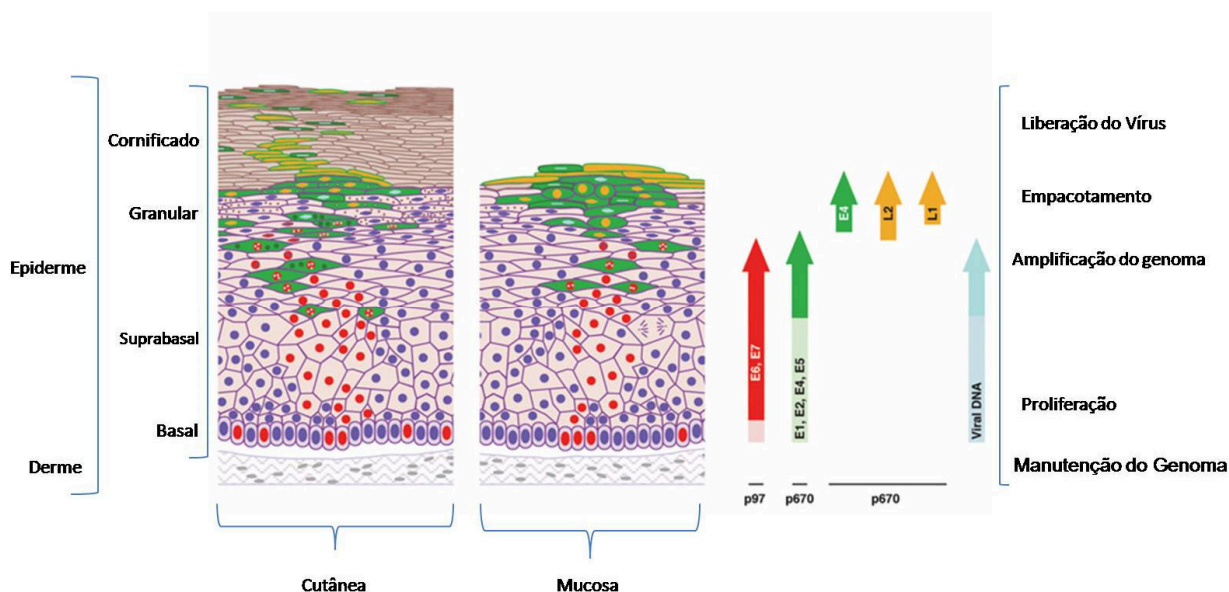 Epiderme
Derme
Cornificado
Granular
Suprabasal
Basal
Cutânea
Mucosa
E6, E7
E1, E2, E4, E5
E4
L2
L1
Viral DNA
p97
p670
p670
Liberação do Vírus
Empacotamento
Amplificação do genoma
Proliferação
Manutenção do Genoma